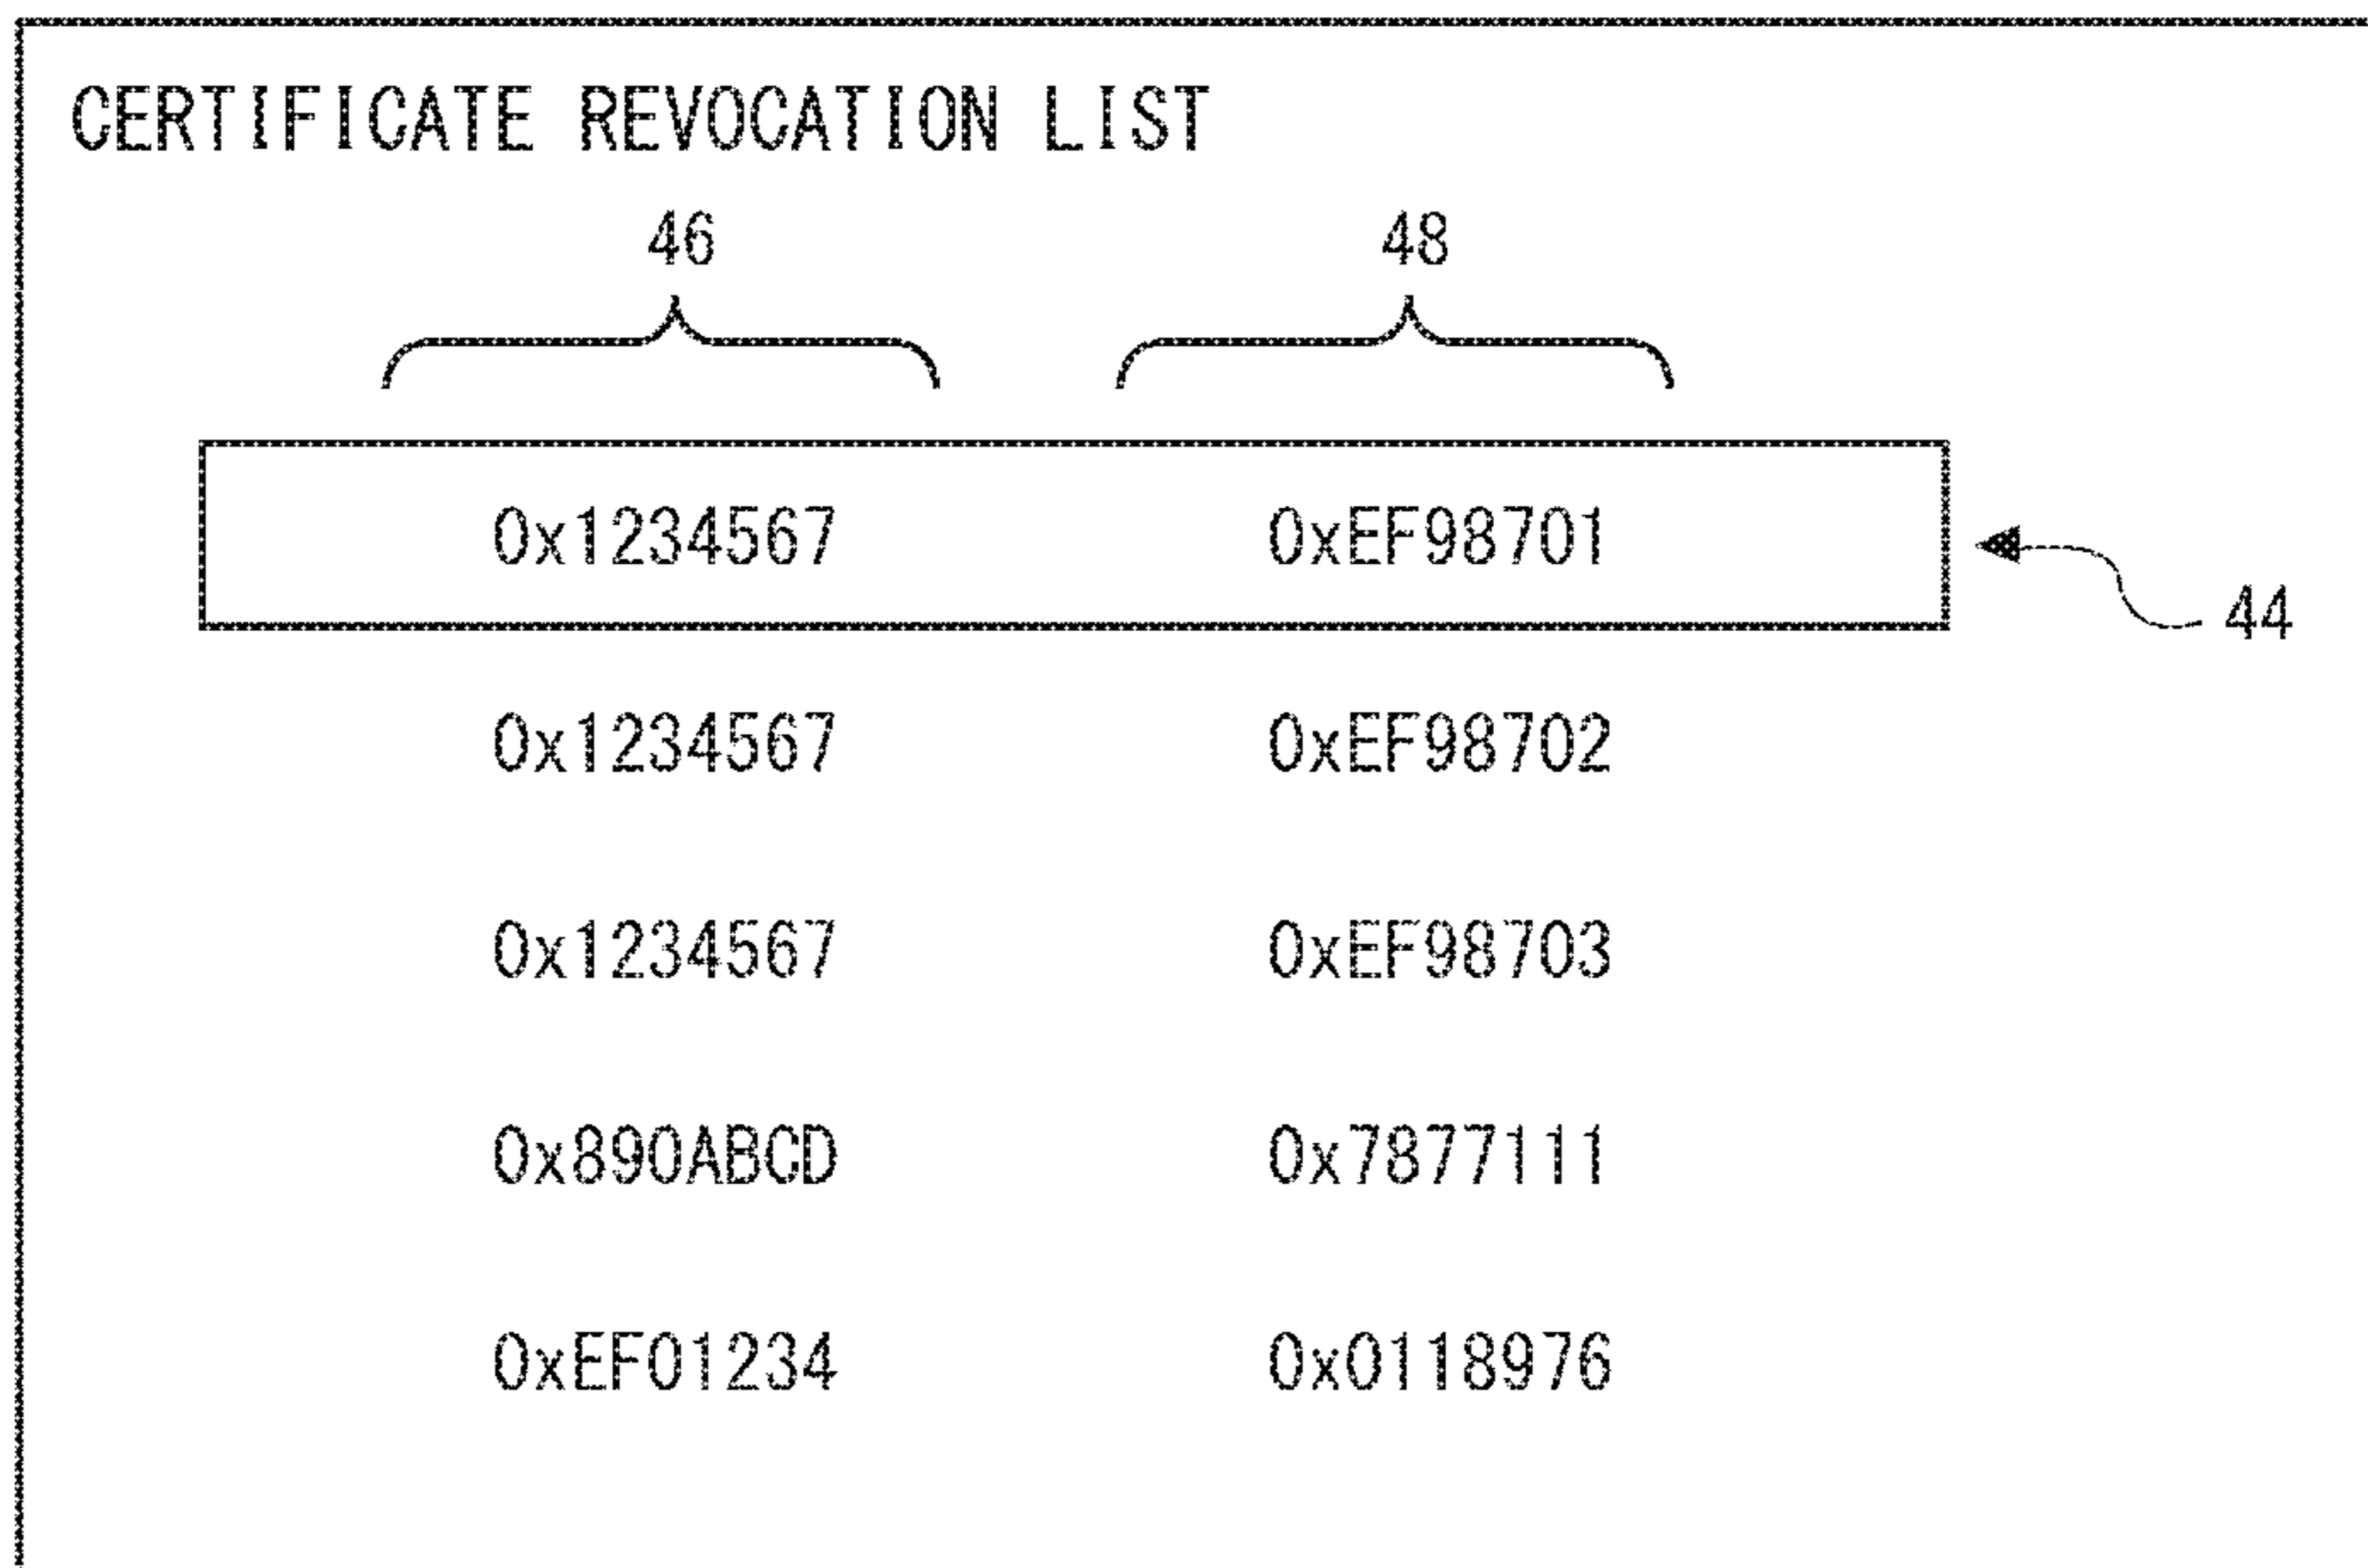 CERTIFICATE REVOCATION LIST
46 48
0x1234567 0xEF98701
44
0x1234567 0xEF98702
0x1234567 0xEF98703
0x890ABCD 0x7877111
0xEF01234 0x0118976